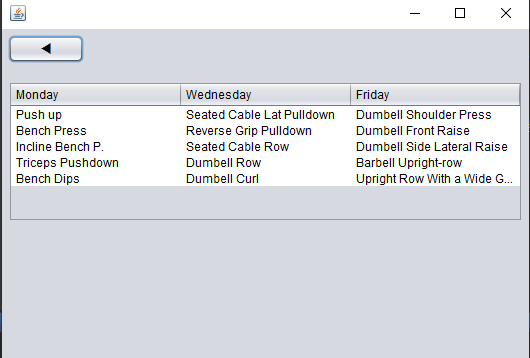 Monday Wednesday Friday
Push up Seated Cable Lat Pulldown Dumbell Shoulder Press
Bench Press Reverse Grip Pulldown Dumbell Front Raise
Incline Bench P. Seated Cable Row Dumbell Side Lateral Raise
Triceps Pushdown Dumbell Row Barbell Upright-row
Bench Dips Dumbell Curl Upright Row With a Wide G...